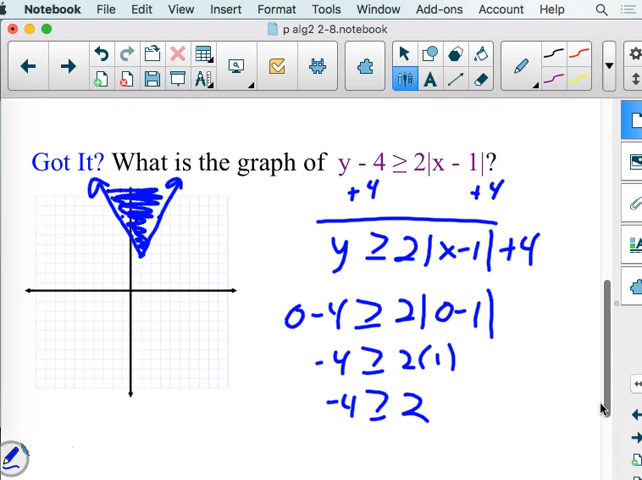 Notebook File Edit View Insert Format Tools Window Add-ons Account
p alg2 2-8.notebook
Got It? What is the graph of y - 4 ≥ 2|x - 1|?
+4 +4
y ≥ 2|x-1|+4
0-4 ≥ 2|0-1|
-4 ≥ 2(1)
-4 ≥ 2